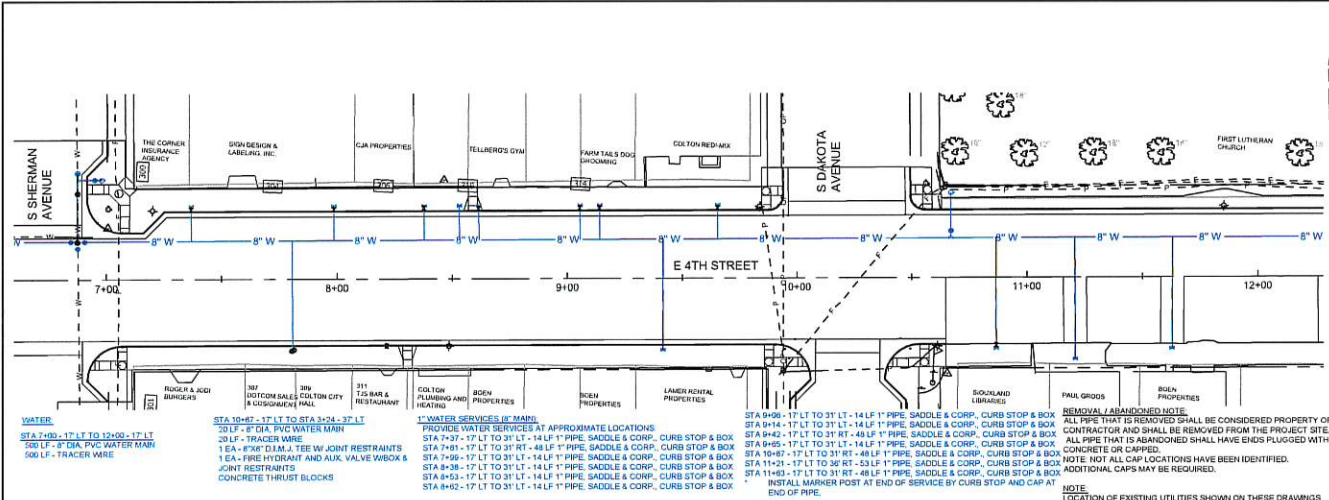 S SHERMAN
AVENUE
THE CORNER
INSURANCE
AGENCY
300
SIGN DESIGN &
LABELING, INC.
CJA PROPERTIES
TELLBERG'S GYM
FARM TAILS DOG
GROOMING
COLTON REDI-MIX
S DAKOTA
AVENUE
FIRST LUTHERAN
CHURCH
314
8" W 8" W 8" W 8" W 8" W 8" W 8" W 8" W 8" W 8" W 8" W 8" W
E 4TH STREET
7+00 8+00 9+00 0+00 11+00 12+00
301
ROGER & JODI
BURGERS
307
DOTCOM SALES
& CONSIGNMENT
309
COLTON CITY
HALL
311
TJS BAR &
RESTAURANT
COLTON
PLUMBING AND
HEATING
BOEN
PROPERTIES
BOEN
PROPERTIES
LAMER RENTAL
PROPERTIES
SIOUXLAND
LIBRARIES
PAUL GROOS
BOEN
PROPERTIES
WATER:
STA 7+00 - 17' LT TO 12+00 - 17' LT
500 LF - 8" DIA. PVC WATER MAIN
500 LF - TRACER WIRE
STA 10+67 - 17' LT TO STA 3+24 - 37' LT
20 LF - 6" DIA. PVC WATER MAIN
20 LF - TRACER WIRE
1 EA - 8"X6" D.I.M.J. TEE W/ JOINT RESTRAINTS
1 EA - FIRE HYDRANT AND AUX. VALVE W/BOX &
JOINT RESTRAINTS
CONCRETE THRUST BLOCKS
1" WATER SERVICES (8" MAIN):
PROVIDE WATER SERVICES AT APPROXIMATE LOCATIONS
STA 7+37 - 17' LT TO 31' LT - 14 LF 1" PIPE, SADDLE & CORP., CURB STOP & BOX
STA 7+81 - 17' LT TO 31' RT - 48 LF 1" PIPE, SADDLE & CORP., CURB STOP & BOX
STA 7+99 - 17' LT TO 31' LT - 14 LF 1" PIPE, SADDLE & CORP., CURB STOP & BOX
STA 8+38 - 17' LT TO 31' LT - 14 LF 1" PIPE, SADDLE & CORP., CURB STOP & BOX
STA 8+53 - 17' LT TO 31' LT - 14 LF 1" PIPE, SADDLE & CORP., CURB STOP & BOX
STA 8+62 - 17' LT TO 31' LT - 14 LF 1" PIPE, SADDLE & CORP., CURB STOP & BOX
STA 9+06 - 17' LT TO 31' LT - 14 LF 1" PIPE, SADDLE & CORP., CURB STOP & BOX
STA 9+14 - 17' LT TO 31' LT - 14 LF 1" PIPE, SADDLE & CORP., CURB STOP & BOX
STA 9+42 - 17' LT TO 31' RT - 48 LF 1" PIPE, SADDLE & CORP., CURB STOP & BOX
STA 9+65 - 17' LT TO 31' LT - 14 LF 1" PIPE, SADDLE & CORP., CURB STOP & BOX
STA 10+87 - 17' LT TO 31' RT - 48 LF 1" PIPE, SADDLE & CORP., CURB STOP & BOX
STA 11+21 - 17' LT TO 36' RT - 53 LF 1" PIPE, SADDLE & CORP., CURB STOP & BOX
STA 11+63 - 17' LT TO 31' RT - 48 LF 1" PIPE, SADDLE & CORP., CURB STOP & BOX
* INSTALL MARKER POST AT END OF SERVICE BY CURB STOP AND CAP AT
END OF PIPE.
REMOVAL / ABANDONED NOTE:
ALL PIPE THAT IS REMOVED SHALL BE CONSIDERED PROPERTY OF
CONTRACTOR AND SHALL BE REMOVED FROM THE PROJECT SITE.
ALL PIPE THAT IS ABANDONED SHALL HAVE ENDS PLUGGED WITH
CONCRETE OR CAPPED.
NOTE: NOT ALL CAP LOCATIONS HAVE BEEN IDENTIFIED.
ADDITIONAL CAPS MAY BE REQUIRED.
NOTE:
LOCATION OF EXISTING UTILITIES SHOWN ON THESE DRAWINGS